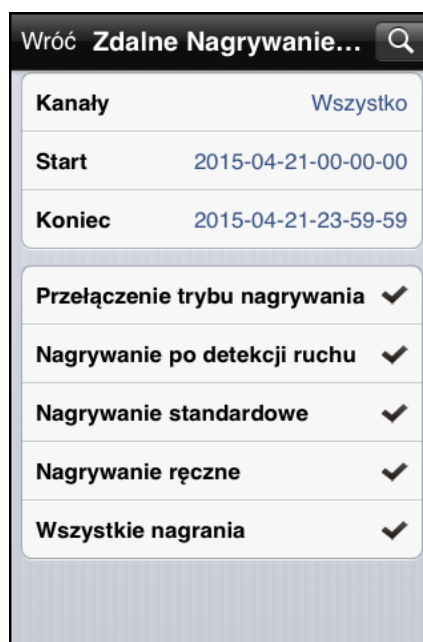 Wróć Zdalne Nagrywanie...
Kanały Wszystko
Start 2015-04-21-00-00-00
Koniec 2015-04-21-23-59-59
Przełączenie trybu nagrywania
Nagrywanie po detekcji ruchu
Nagrywanie standardowe
Nagrywanie ręczne
Wszystkie nagrania